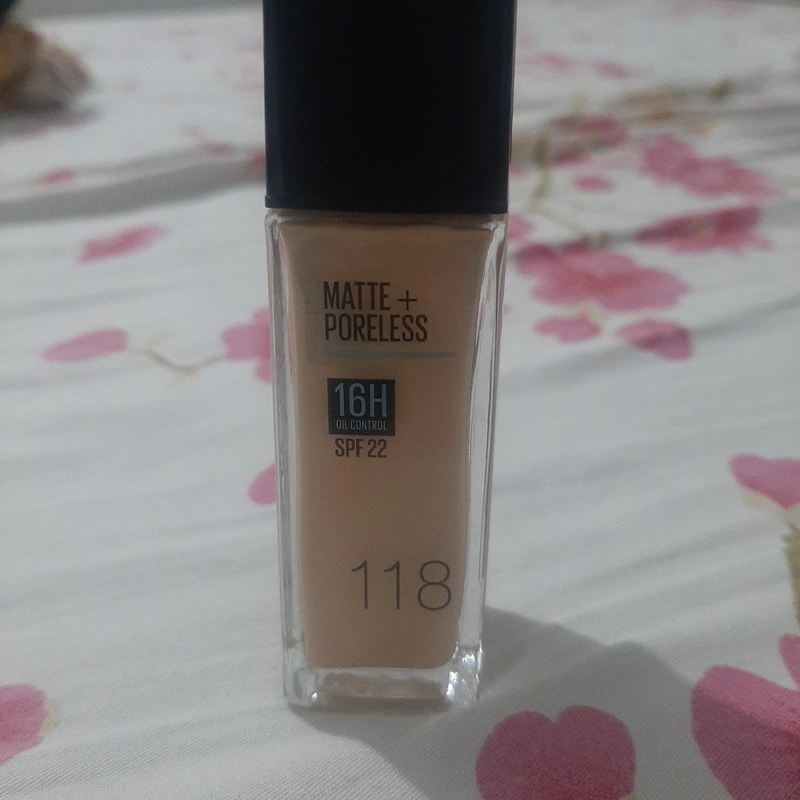 MATTE +
PORELESS
16H
OIL CONTROL
SPF 22
118